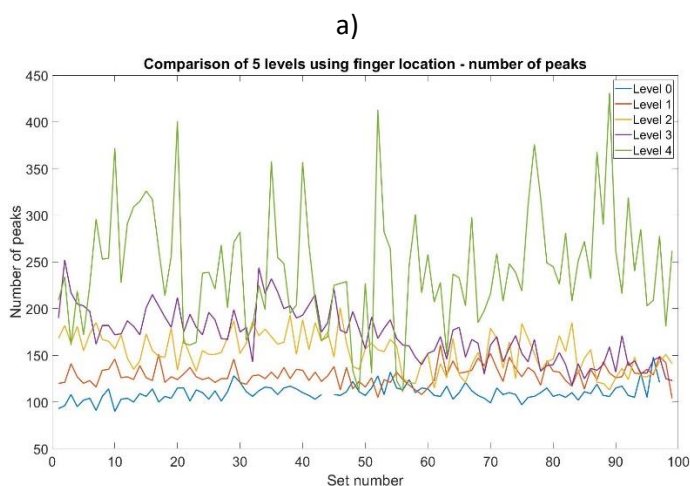 a)
Comparison of 5 levels using finger location - number of peaks
450
400
350
300
250
200
150
100
50
Number of peaks
Level 0
Level 1
Level 2
Level 3
Level 4
0 10 20 30 40 50 60 70 80 90 100
Set number